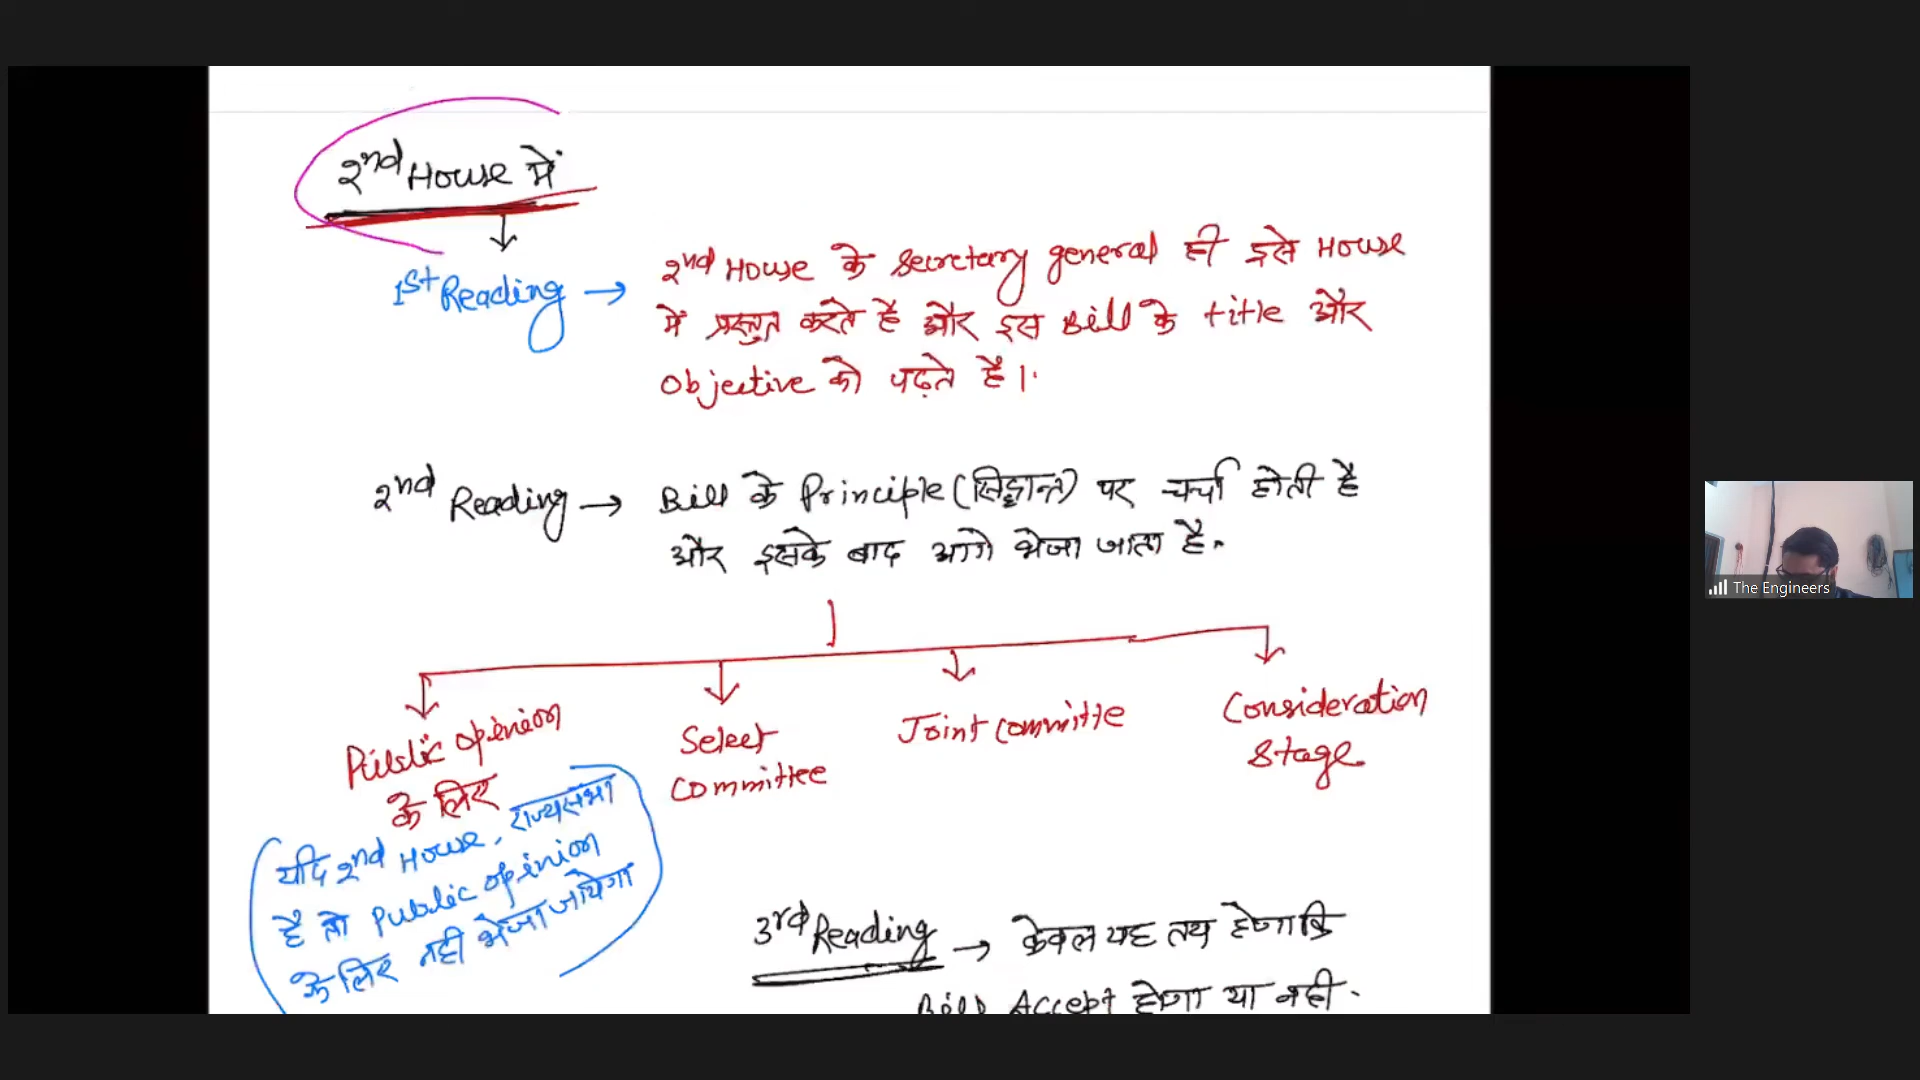 2nd House में
1st Reading → 2nd House के Secretary general ही इसे House
में प्रस्तुत करते है और इस Bill के title और
Objective को पढ़ते है।
2nd Reading → Bill के Principle (सिद्धान्त) पर चर्चा होती है
और इसके बाद आगे भेजा जाता है.
Public openion
के लिए
Select
committee
Joint committe
Consideration
Stage
यदि 2nd House, राज्यसभा
है तो Public opinion
के लिए नही भेजा जायेगा
3rd Reading → केवल यह तय होगा कि
Bill Accept होगा या नही.
The Engineers